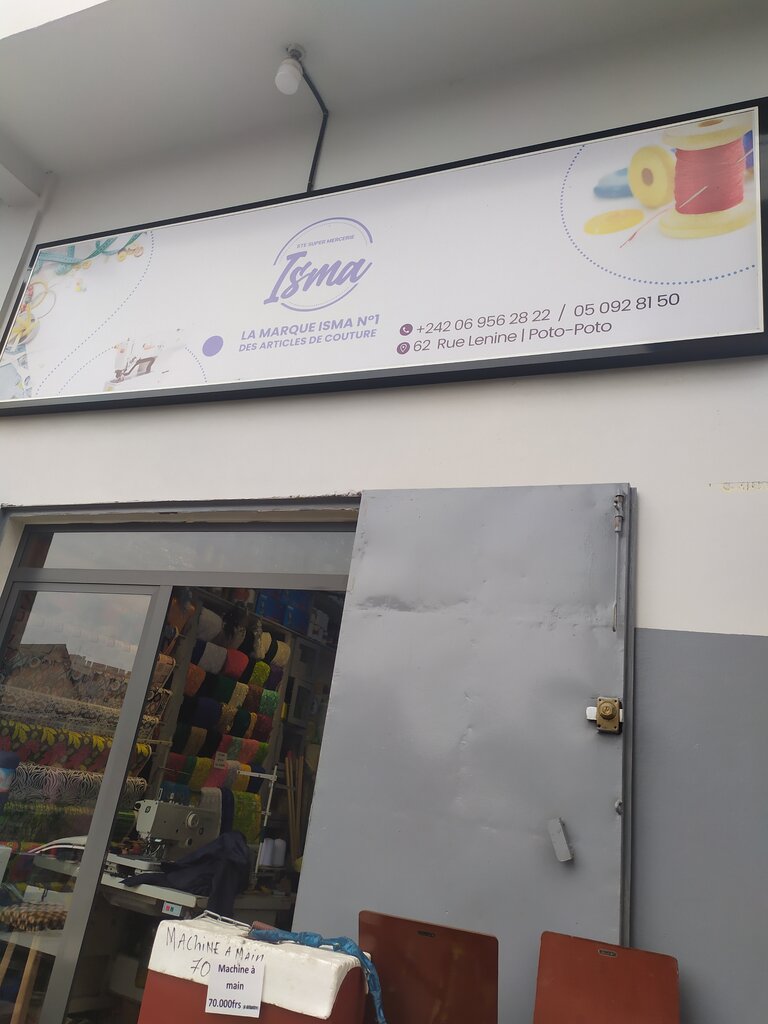 STE SUPER MERCERIE
Isma
LA MARQUE ISMA N°1
DES ARTICLES DE COUTURE
+242 06 956 28 22 / 05 092 81 50
62 Rue Lenine | Poto-Poto
MACHINE A MAIN
70
Machine à
main
70.000frs